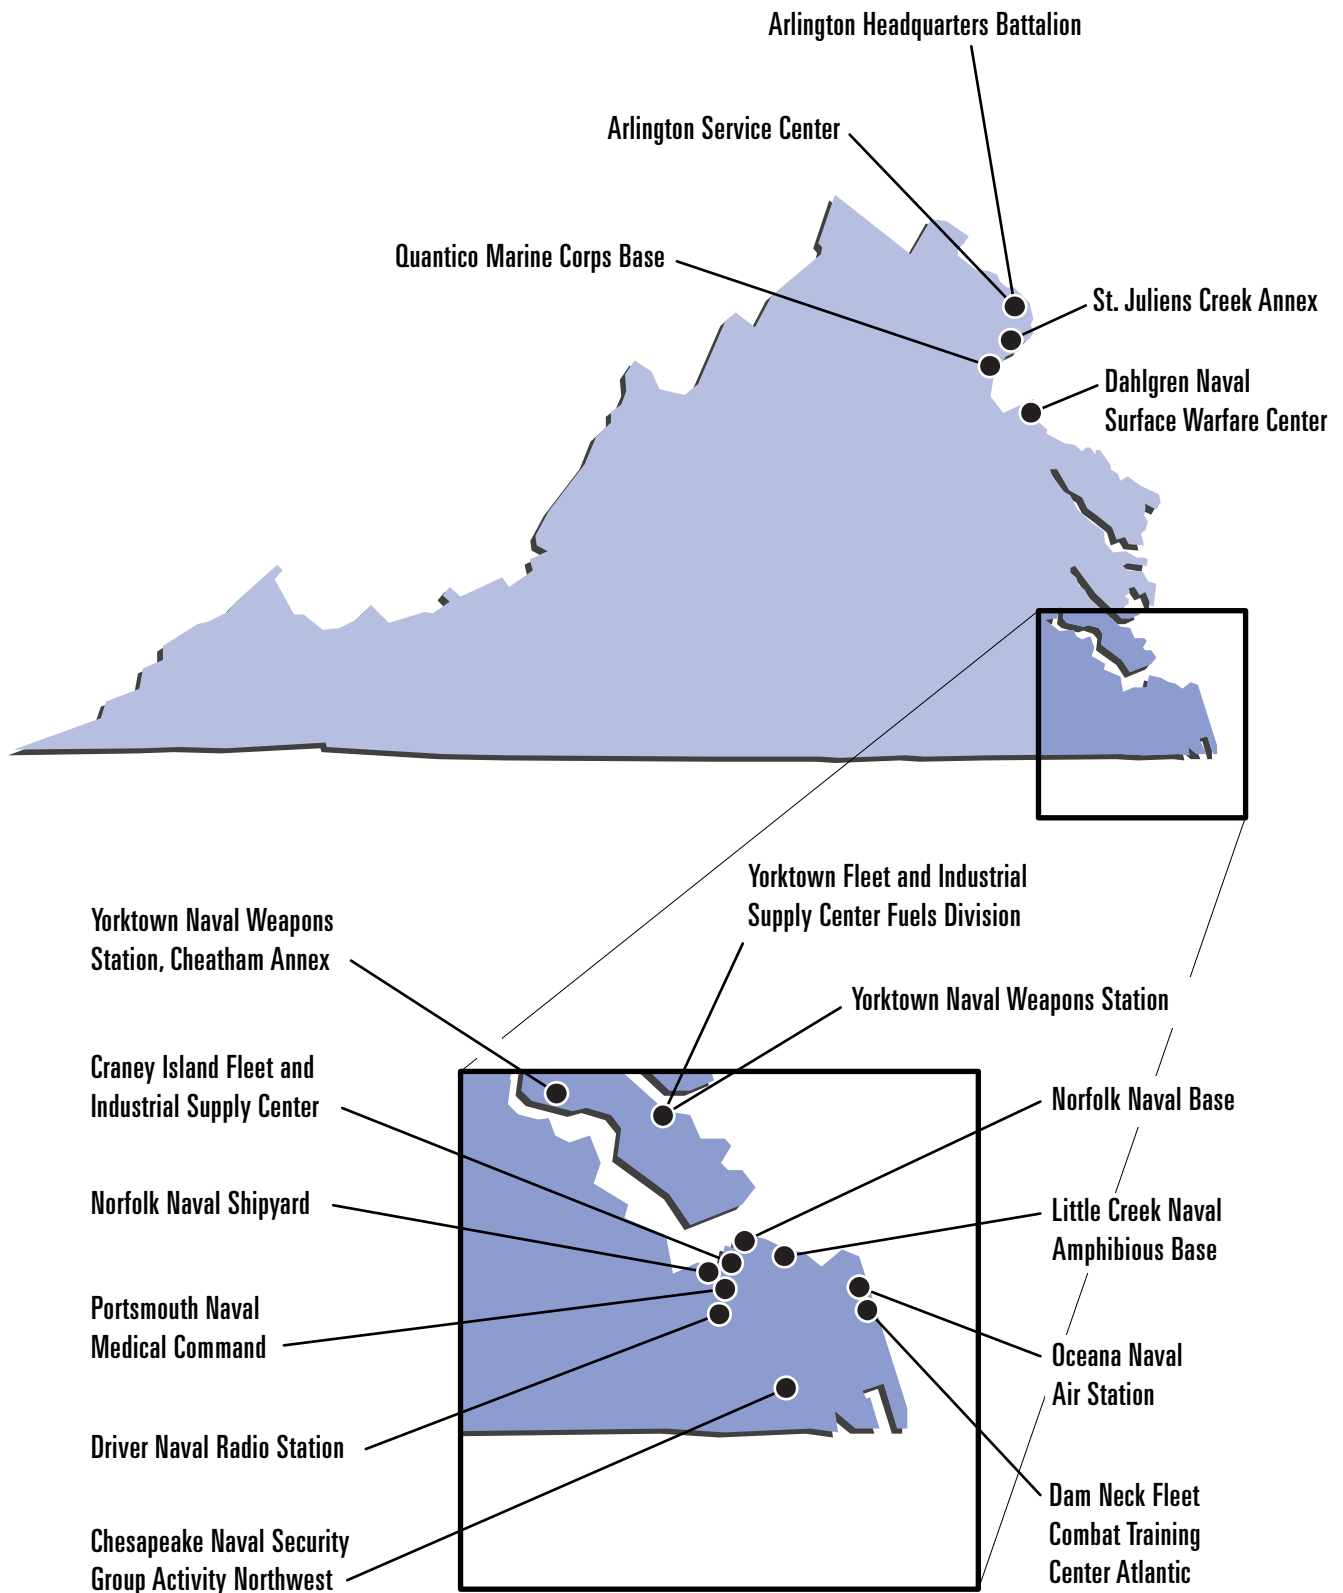 Arlington Headquarters Battalion
Arlington Service Center
Quantico Marine Corps Base
St. Juliens Creek Annex
Dahlgren Naval
Surface Warfare Center
Yorktown Fleet and Industrial
Supply Center Fuels Division
Yorktown Naval Weapons
Station, Cheatham Annex
Yorktown Naval Weapons Station
Craney Island Fleet and
Industrial Supply Center
Norfolk Naval Base
Norfolk Naval Shipyard
Little Creek Naval
Amphibious Base
Portsmouth Naval
Medical Command
Oceana Naval
Air Station
Driver Naval Radio Station
Dam Neck Fleet
Combat Training
Center Atlantic
Chesapeake Naval Security
Group Activity Northwest